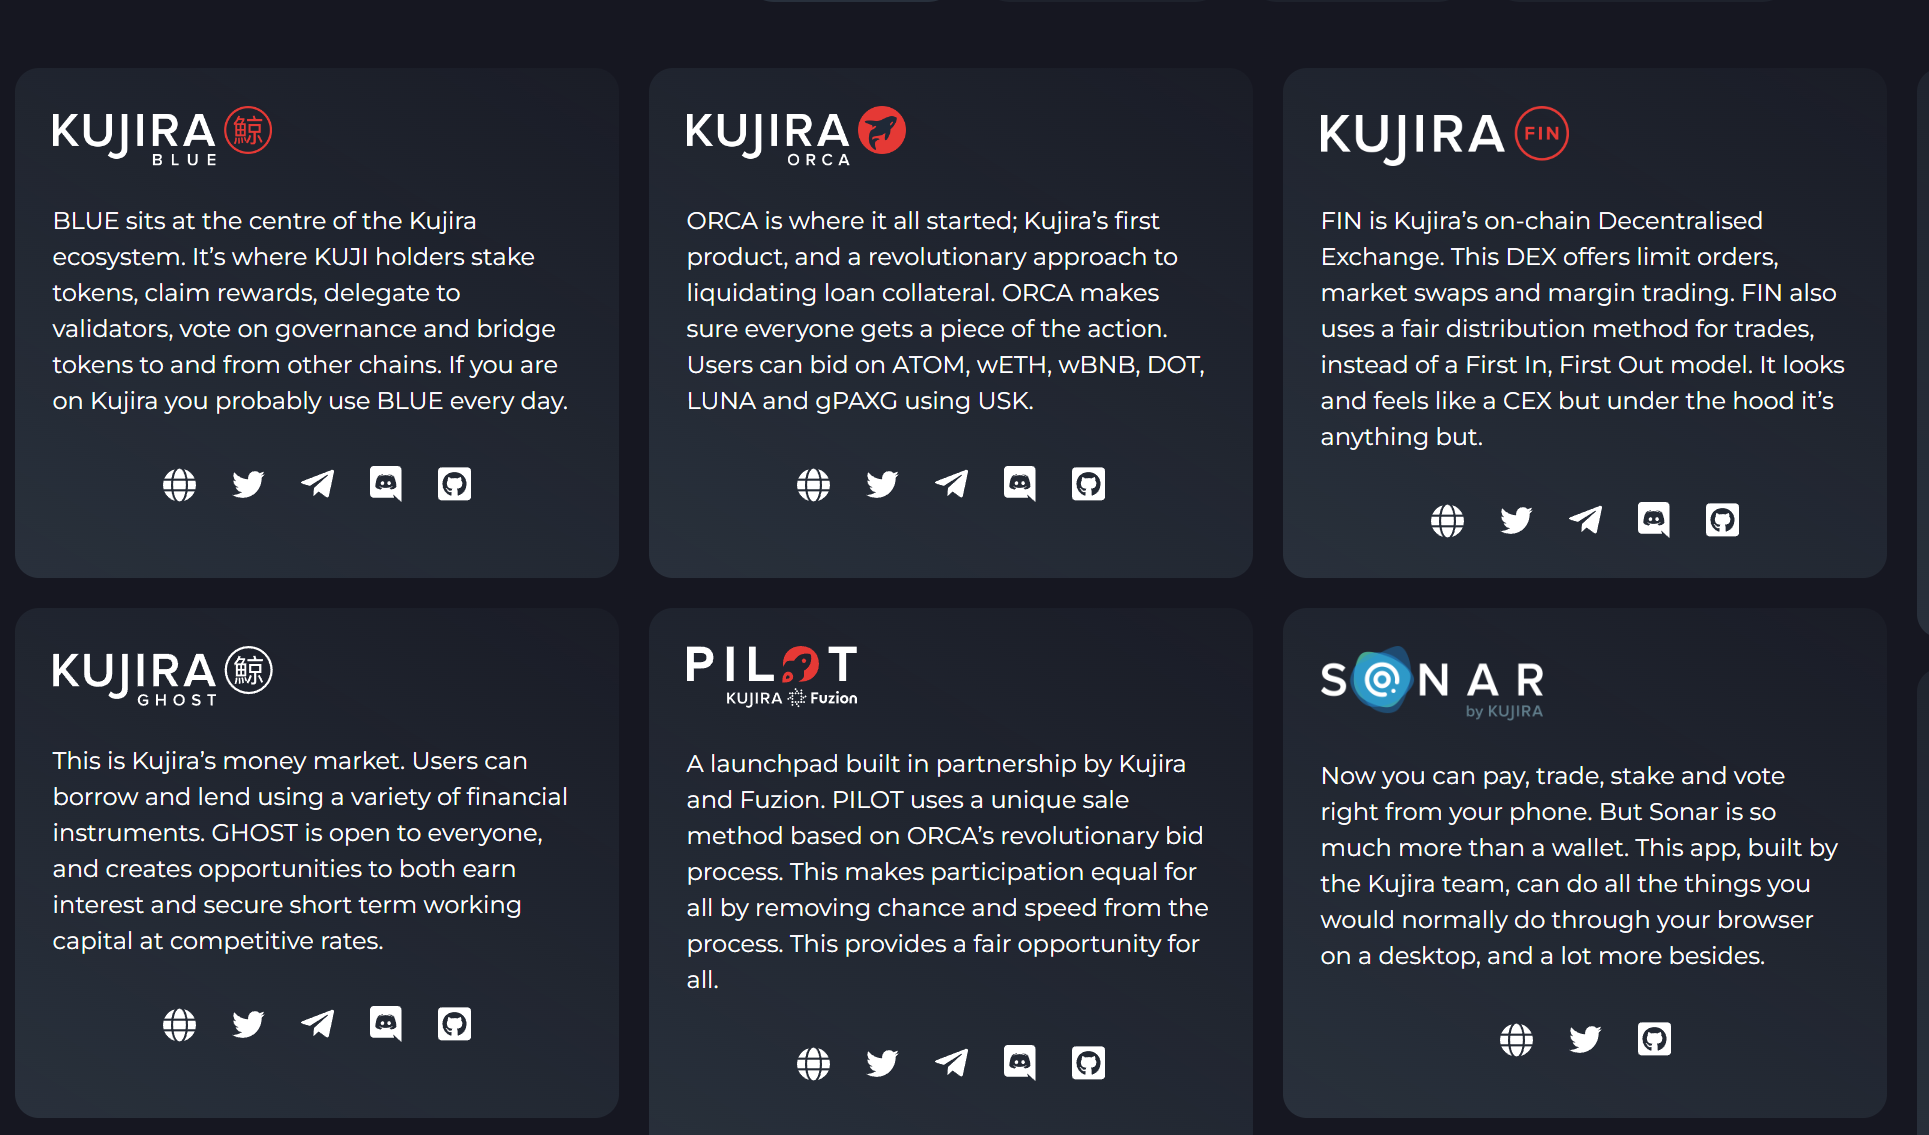 KUJIRA 鯨
BLUE
BLUE sits at the centre of the Kujira
ecosystem. It’s where KUJI holders stake
tokens, claim rewards, delegate to
validators, vote on governance and bridge
tokens to and from other chains. If you are
on Kujira you probably use BLUE every day.
KUJIRA
ORCA
ORCA is where it all started; Kujira’s first
product, and a revolutionary approach to
liquidating loan collateral. ORCA makes
sure everyone gets a piece of the action.
Users can bid on ATOM, wETH, wBNB, DOT,
LUNA and gPAXG using USK.
KUJIRA FIN
FIN is Kujira’s on-chain Decentralised
Exchange. This DEX offers limit orders,
market swaps and margin trading. FIN also
uses a fair distribution method for trades,
instead of a First In, First Out model. It looks
and feels like a CEX but under the hood it’s
anything but.
KUJIRA 鯨
GHOST
This is Kujira’s money market. Users can
borrow and lend using a variety of financial
instruments. GHOST is open to everyone,
and creates opportunities to both earn
interest and secure short term working
capital at competitive rates.
PILOT
KUJIRA Fuzion
A launchpad built in partnership by Kujira
and Fuzion. PILOT uses a unique sale
method based on ORCA’s revolutionary bid
process. This makes participation equal for
all by removing chance and speed from the
process. This provides a fair opportunity for
all.
SONAR
by KUJIRA
Now you can pay, trade, stake and vote
right from your phone. But Sonar is so
much more than a wallet. This app, built by
the Kujira team, can do all the things you
would normally do through your browser
on a desktop, and a lot more besides.